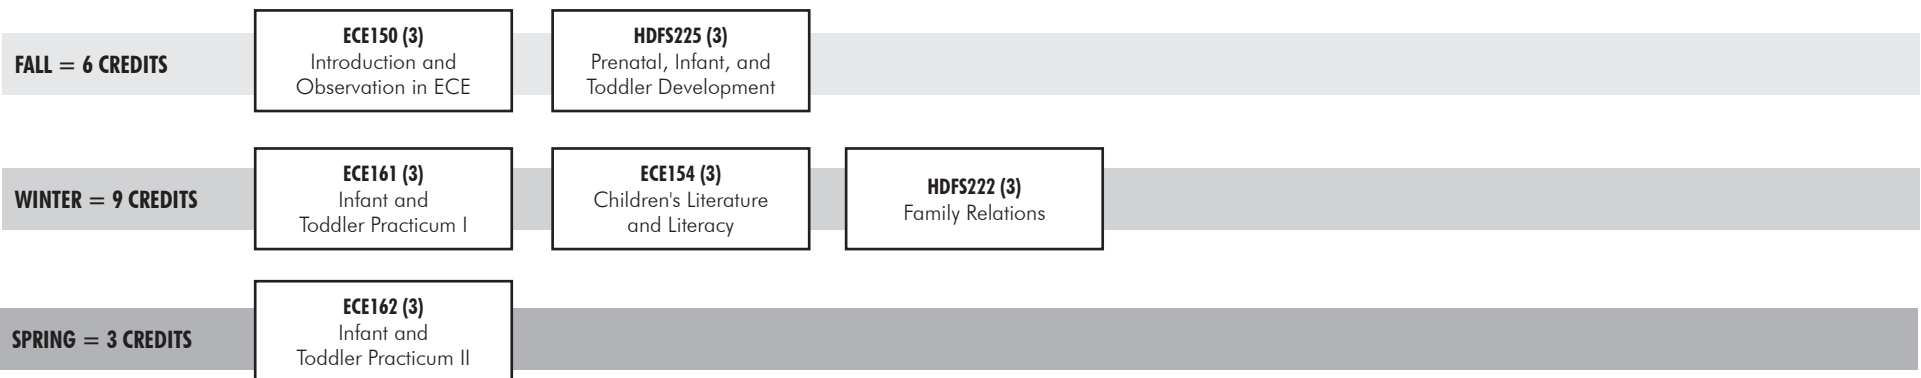 FALL = 6 CREDITS
ECE150 (3)
Introduction and
Observation in ECE
HDFS225 (3)
Prenatal, Infant, and
Toddler Development
WINTER = 9 CREDITS
ECE161 (3)
Infant and
Toddler Practicum I
ECE154 (3)
Children's Literature
and Literacy
HDFS222 (3)
Family Relations
SPRING = 3 CREDITS
ECE162 (3)
Infant and
Toddler Practicum II